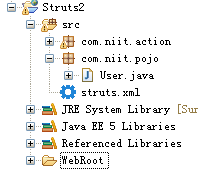 Struts2
src
com.niit.action
com.niit.pojo
User.java
struts.xml
JRE System Library [Sur
Java EE 5 Libraries
Referenced Libraries
WebRoot